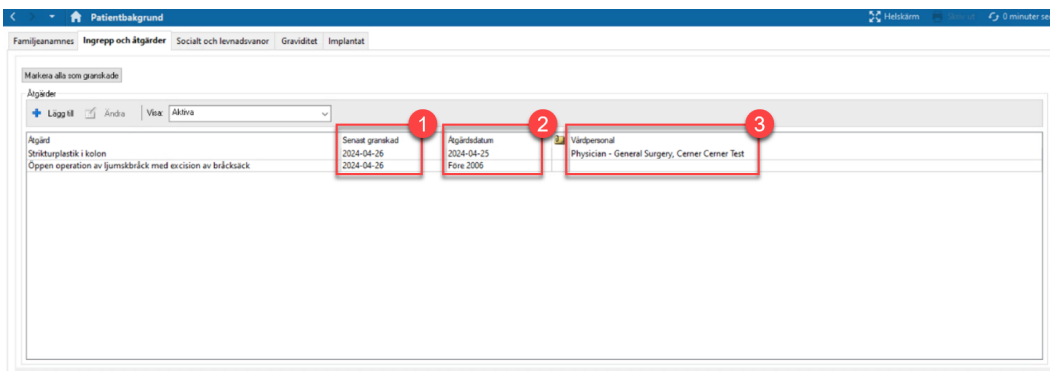 Patientbakgrund
Helskärm
0 minuter se
Familjeanamnes Ingrepp och åtgärder Socialt och levnadsvanor Graviditet Implantat
Markera alla som granskade
Åtgärder
Lägg till Ändra Visa: Aktiva
1 2 3
Åtgärd Senast granskad Åtgärdsdatum Vårdpersonal
Strikturplastik i kolon 2024-04-26 2024-04-25 Physician - General Surgery, Cerner Cerner Test
Öppen operation av ljumskbråck med excision av bråcksäck 2024-04-26 Före 2006